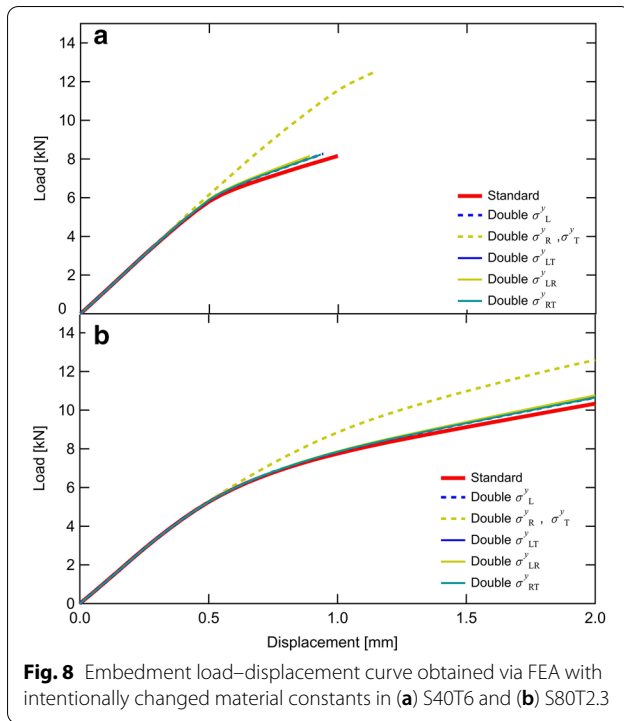 a
14
12
10
8
6
4
2
0
Load [kN]
Standard
Double σ^y_L
Double σ^y_R , σ^y_T
Double σ^y_LT
Double σ^y_LR
Double σ^y_RT
b
14
12
10
8
6
4
2
0
Load [kN]
Standard
Double σ^y_L
Double σ^y_R , σ^y_T
Double σ^y_LT
Double σ^y_LR
Double σ^y_RT
0.0 0.5 1.0 1.5 2.0
Displacement [mm]
Fig. 8 Embedment load–displacement curve obtained via FEA with
intentionally changed material constants in (a) S40T6 and (b) S80T2.3